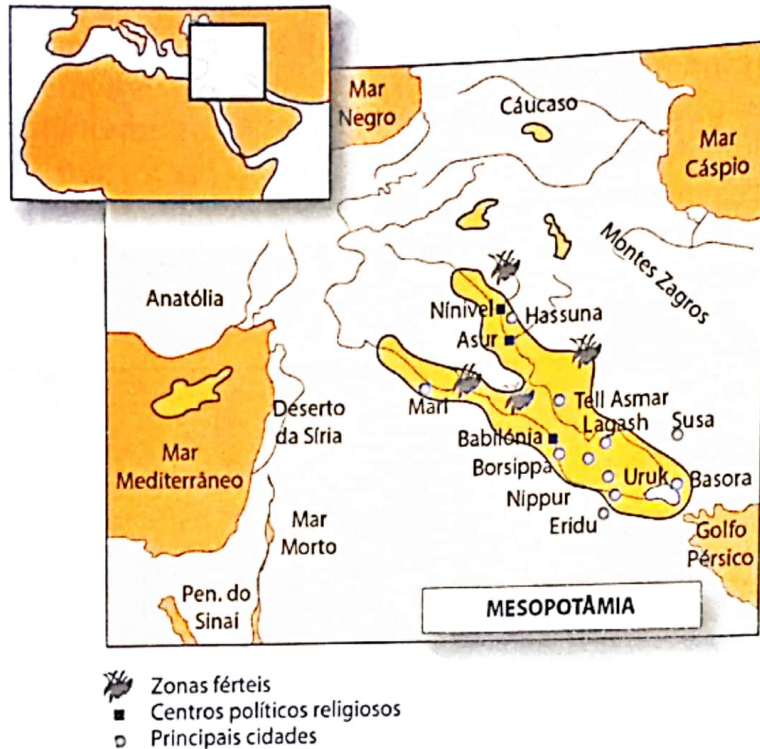 Mar
Negro
Cáucaso
Mar
Cáspio
Montes Zagros
Anatólia
Nínivel
Hassuna
Asur
Mari
Tell Asmar
Lagash
Susa
Deserto
da Síria
Mar
Mediterrâneo
Babilónia
Borsippa
Uruk
Basora
Nippur
Eridu
Golfo
Pérsico
Mar
Morto
Pen. do
Sinai
MESOPOTÂMIA
Zonas férteis
Centros políticos religiosos
Principais cidades